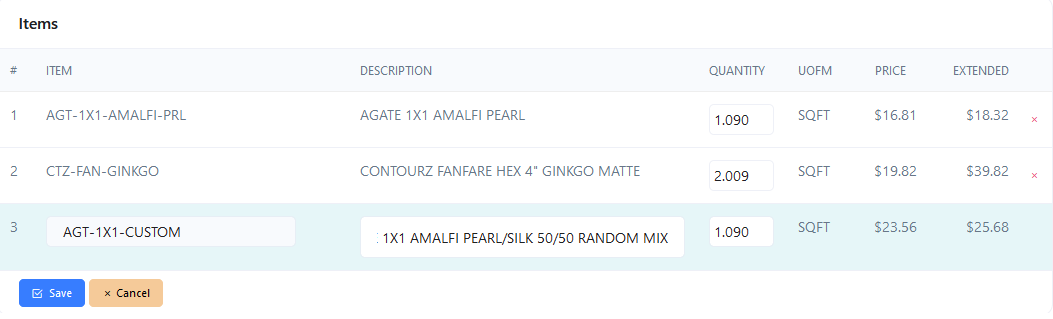 Items
# ITEM DESCRIPTION QUANTITY UOFM PRICE EXTENDED
1 AGT-1X1-AMALFI-PRL AGATE 1X1 AMALFI PEARL 1.090 SQFT $16.81 $18.32 ×
2 CTZ-FAN-GINKGO CONTOURZ FANFARE HEX 4" GINKGO MATTE 2.009 SQFT $19.82 $39.82 ×
3 AGT-1X1-CUSTOM 1X1 AMALFI PEARL/SILK 50/50 RANDOM MIX 1.090 SQFT $23.56 $25.68
Save × Cancel